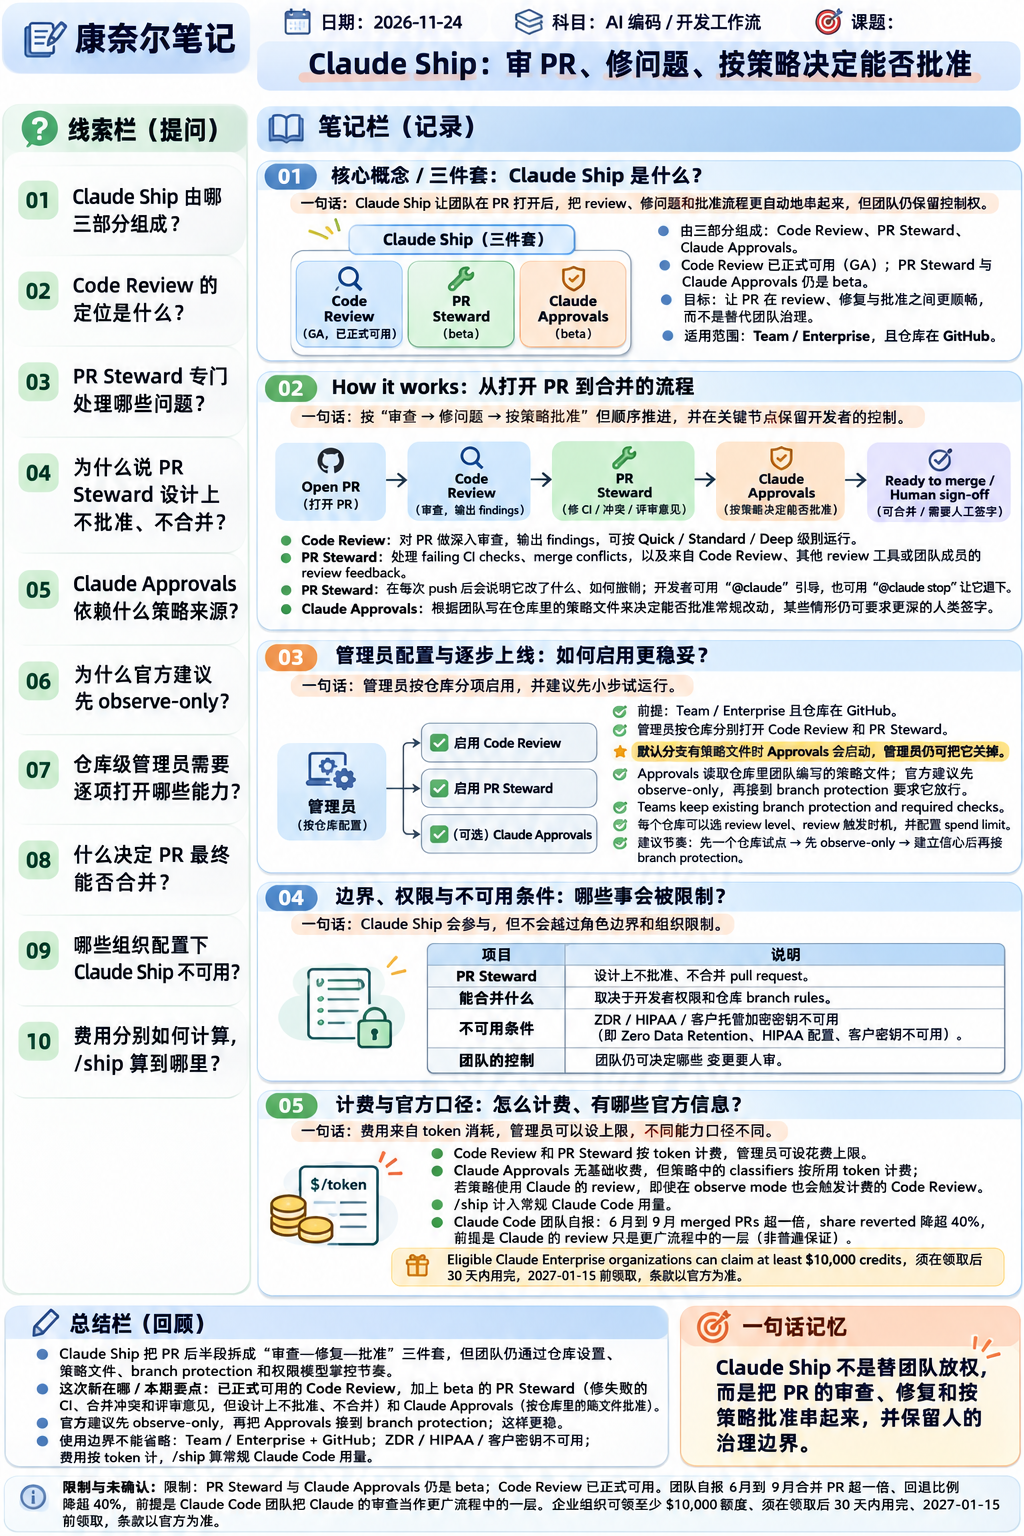 康奈尔笔记
日期：2026-11-24
科目：AI 编码 / 开发工作流
课题：
Claude Ship：审 PR、修问题、按策略决定能否批准
线索栏（提问）
01
Claude Ship 由哪
三部分组成？
02
Code Review 的
定位是什么？
03
PR Steward 专门
处理哪些问题？
04
为什么说 PR
Steward 设计上
不批准、不合并？
05
Claude Approvals
依赖什么策略来源？
06
为什么官方建议
先 observe-only？
07
仓库级管理员需要
逐项打开哪些能力？
08
什么决定 PR 最终
能否合并？
09
哪些组织配置下
Claude Ship 不可用？
10
费用分别如何计算，
/ship 算到哪里？
笔记栏（记录）
01 核心概念 / 三件套：Claude Ship 是什么？
一句话：Claude Ship 让团队在 PR 打开后，把 review、修问题和批准流程更自动地串起来，但团队仍保留控制权。
Claude Ship（三件套）
Code
Review
（GA，已正式可用）
PR
Steward
（beta）
Claude
Approvals
（beta）
由三部分组成：Code Review、PR Steward、
Claude Approvals。
Code Review 已正式可用（GA）；PR Steward 与
Claude Approvals 仍是 beta。
目标：让 PR 在 review、修复与批准之间更顺畅，
而不是替代团队治理。
适用范围：Team / Enterprise，且仓库在 GitHub。
02 How it works：从打开 PR 到合并的流程
一句话：按 “审查 → 修问题 → 按策略批准” 但顺序推进，并在关键节点保留开发者的控制。
Open PR
（打开 PR）
Code
Review
（审查，输出 findings）
PR
Steward
（修 CI / 冲突 / 评审意见）
Claude
Approvals
（按策略决定能否批准）
Ready to merge /
Human sign-off
（可合并 / 需要人工签字）
Code Review：对 PR 做深入审查，输出 findings，可按 Quick / Standard / Deep 级别运行。
PR Steward：处理 failing CI checks、merge conflicts，以及来自 Code Review、其他 review 工具或团队成员的
review feedback。
PR Steward：在每次 push 后会说明它改了什么、如何撤销；开发者可用 “@claude” 引导，也可用 “@claude stop” 让它退下。
Claude Approvals：根据团队写在仓库里的策略文件来决定能否批准常规改动，某些情形仍可要求更深的人类签字。
03 管理员配置与逐步上线：如何启用更稳妥？
一句话：管理员按仓库分项启用，并建议先小步试运行。
管理员
（按仓库配置）
启用 Code Review
启用 PR Steward
（可选）Claude Approvals
前提：Team / Enterprise 且仓库在 GitHub。
管理员按仓库分别打开 Code Review 和 PR Steward。
默认分支有策略文件时 Approvals 会启动，管理员仍可把它关掉。
Approvals 读取仓库里团队编写的策略文件；官方建议先
observe-only，再接到 branch protection 要求它放行。
Teams keep existing branch protection and required checks.
每个仓库可以选 review level、review 触发时机，并配置 spend limit。
建议节奏：先一个仓库试点 → 先 observe-only → 建立信心后再接
branch protection。
04 边界、权限与不可用条件：哪些事会被限制？
一句话：Claude Ship 会参与，但不会越过角色边界和组织限制。
项目 说明
PR Steward 设计上不批准、不合并 pull request。
能合并什么 取决于开发者权限和仓库 branch rules。
不可用条件 ZDR / HIPAA / 客户托管加密密钥不可用
（即 Zero Data Retention、HIPAA 配置、客户密钥不可用）。
团队的控制 团队仍可决定哪些 变更要人审。
05 计费与官方口径：怎么计费、有哪些官方信息？
一句话：费用来自 token 消耗，管理员可以设上限，不同能力口径不同。
$/token
Code Review 和 PR Steward 按 token 计费，管理员可设花费上限。
Claude Approvals 无基础收费，但策略中的 classifiers 按所用 token 计费；
若策略使用 Claude 的 review，即使在 observe mode 也会触发计费的 Code Review。
/ship 计入常规 Claude Code 用量。
Claude Code 团队自报：6 月到 9 月 merged PRs 超一倍，share reverted 降超 40%，
前提是 Claude 的 review 只是更广流程中的一层（非普遍保证）。
Eligible Claude Enterprise organizations can claim at least $10,000 credits，须在领取后
30 天内用完，2027-01-15 前领取，条款以官方为准。
总结栏（回顾）
Claude Ship 把 PR 后半段拆成 “审查—修复—批准” 三件套，但团队仍通过仓库设置、
策略文件、branch protection 和权限模型掌控节奏。
这次新在哪 / 本期要点：已正式可用的 Code Review，加上 beta 的 PR Steward（修失败的
CI、合并冲突和评审意见，但设计上不批准、不合并）和 Claude Approvals（按仓库里的策略文件批准）。
官方建议先 observe-only，再把 Approvals 接到 branch protection；这样更稳。
使用边界不能省略：Team / Enterprise + GitHub；ZDR / HIPAA / 客户密钥不可用；
费用按 token 计，/ship 算常规 Claude Code 用量。
一句话记忆
Claude Ship 不是替团队放权，
而是把 PR 的审查、修复和按
策略批准串起来，并保留人的
治理边界。
限制与未确认：限制：PR Steward 与 Claude Approvals 仍是 beta；Code Review 已正式可用。团队自报 6月到 9月合并 PR 超一倍、回退比例
降超 40%，前提是 Claude Code 团队把 Claude 的审查当作更广流程中的一层。企业组织可领至少 $10,000 额度、须在领取后 30 天内用完、2027-01-15
前领取，条款以官方为准。